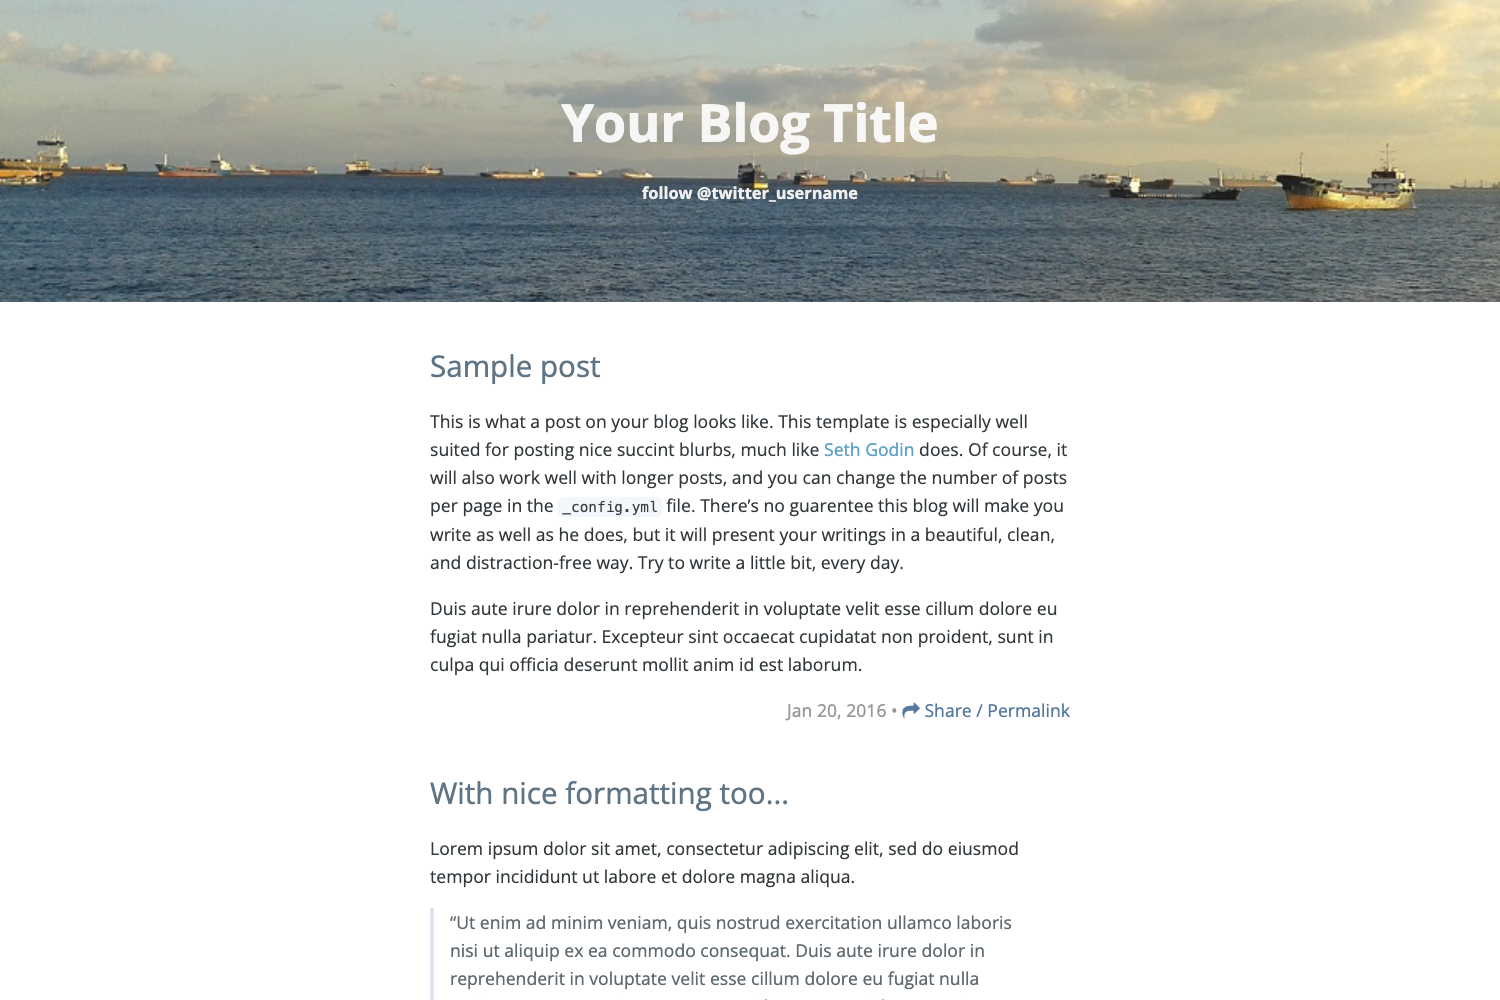 Your Blog Title
follow @twitter_username
Sample post
This is what a post on your blog looks like. This template is especially well
suited for posting nice succint blurbs, much like Seth Godin does. Of course, it
will also work well with longer posts, and you can change the number of posts
per page in the _config.yml file. There’s no guarentee this blog will make you
write as well as he does, but it will present your writings in a beautiful, clean,
and distraction-free way. Try to write a little bit, every day.
Duis aute irure dolor in reprehenderit in voluptate velit esse cillum dolore eu
fugiat nulla pariatur. Excepteur sint occaecat cupidatat non proident, sunt in
culpa qui officia deserunt mollit anim id est laborum.
Jan 20, 2016 • Share / Permalink
With nice formatting too...
Lorem ipsum dolor sit amet, consectetur adipiscing elit, sed do eiusmod
tempor incididunt ut labore et dolore magna aliqua.
“Ut enim ad minim veniam, quis nostrud exercitation ullamco laboris
nisi ut aliquip ex ea commodo consequat. Duis aute irure dolor in
reprehenderit in voluptate velit esse cillum dolore eu fugiat nulla